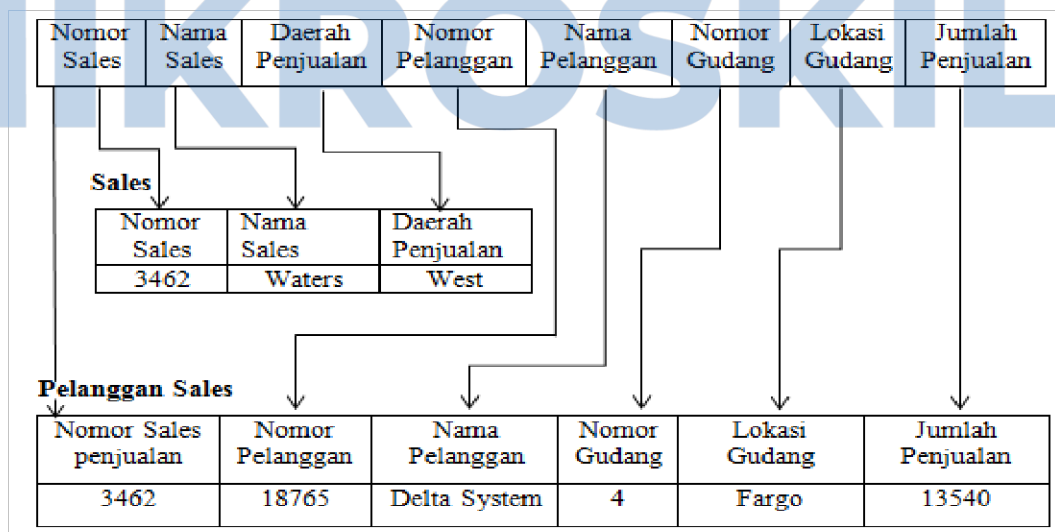 MIKROSKIL
Nomor Nama Daerah Nomor Nama Nomor Lokasi Jumlah
Sales Sales Penjualan Pelanggan Pelanggan Gudang Gudang Penjualan
Sales
Nomor Nama Daerah
Sales Sales Penjualan
3462 Waters West
Pelanggan Sales
Nomor Sales Nomor Nama Nomor Lokasi Jumlah
penjualan Pelanggan Pelanggan Gudang Gudang Penjualan
3462 18765 Delta System 4 Fargo 13540